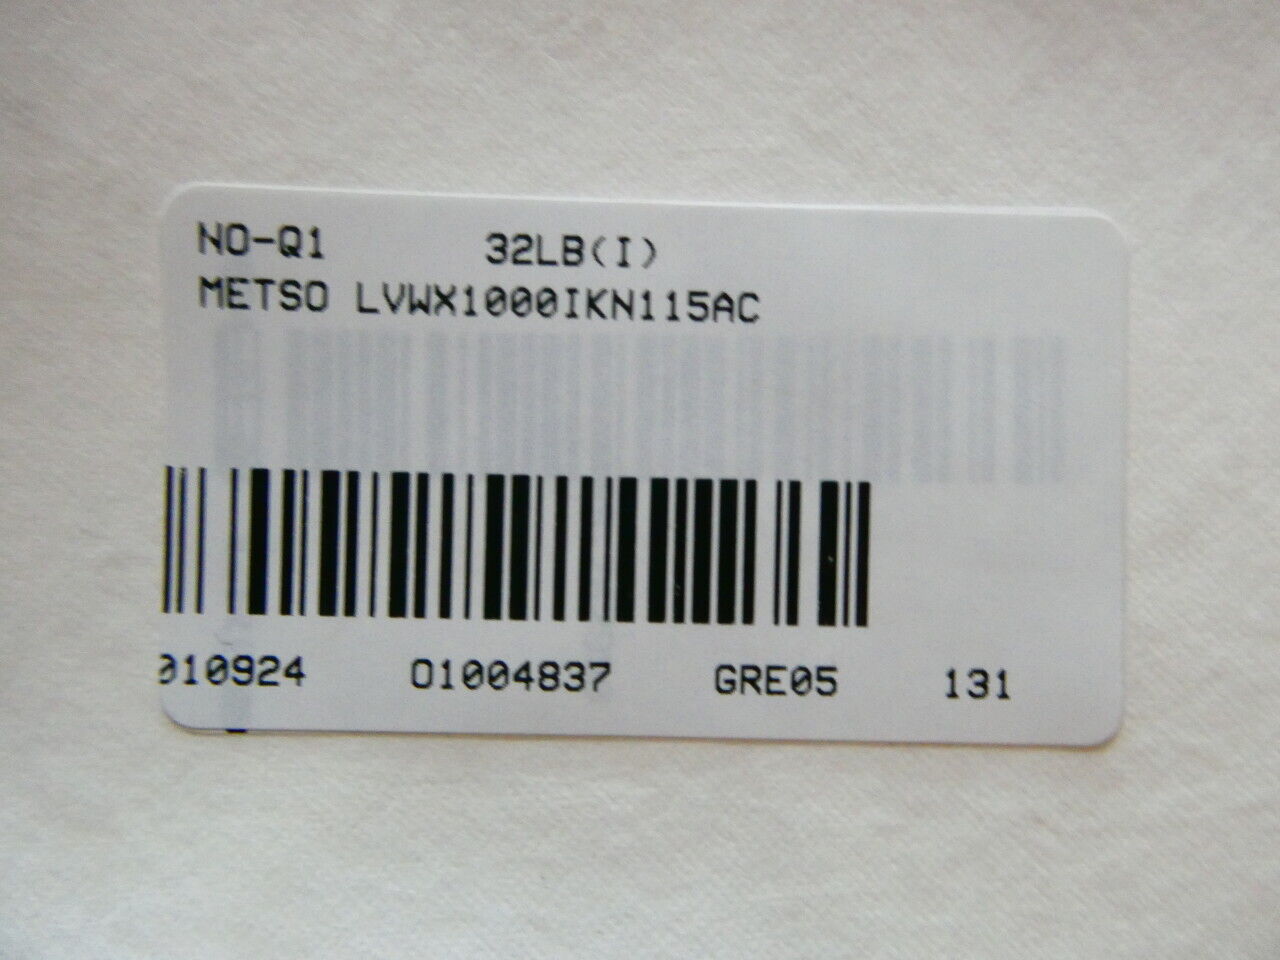 NO-Q1 32LB(I)
METSO LVWX1000IKN115AC
010924 01004837 GRE05 131